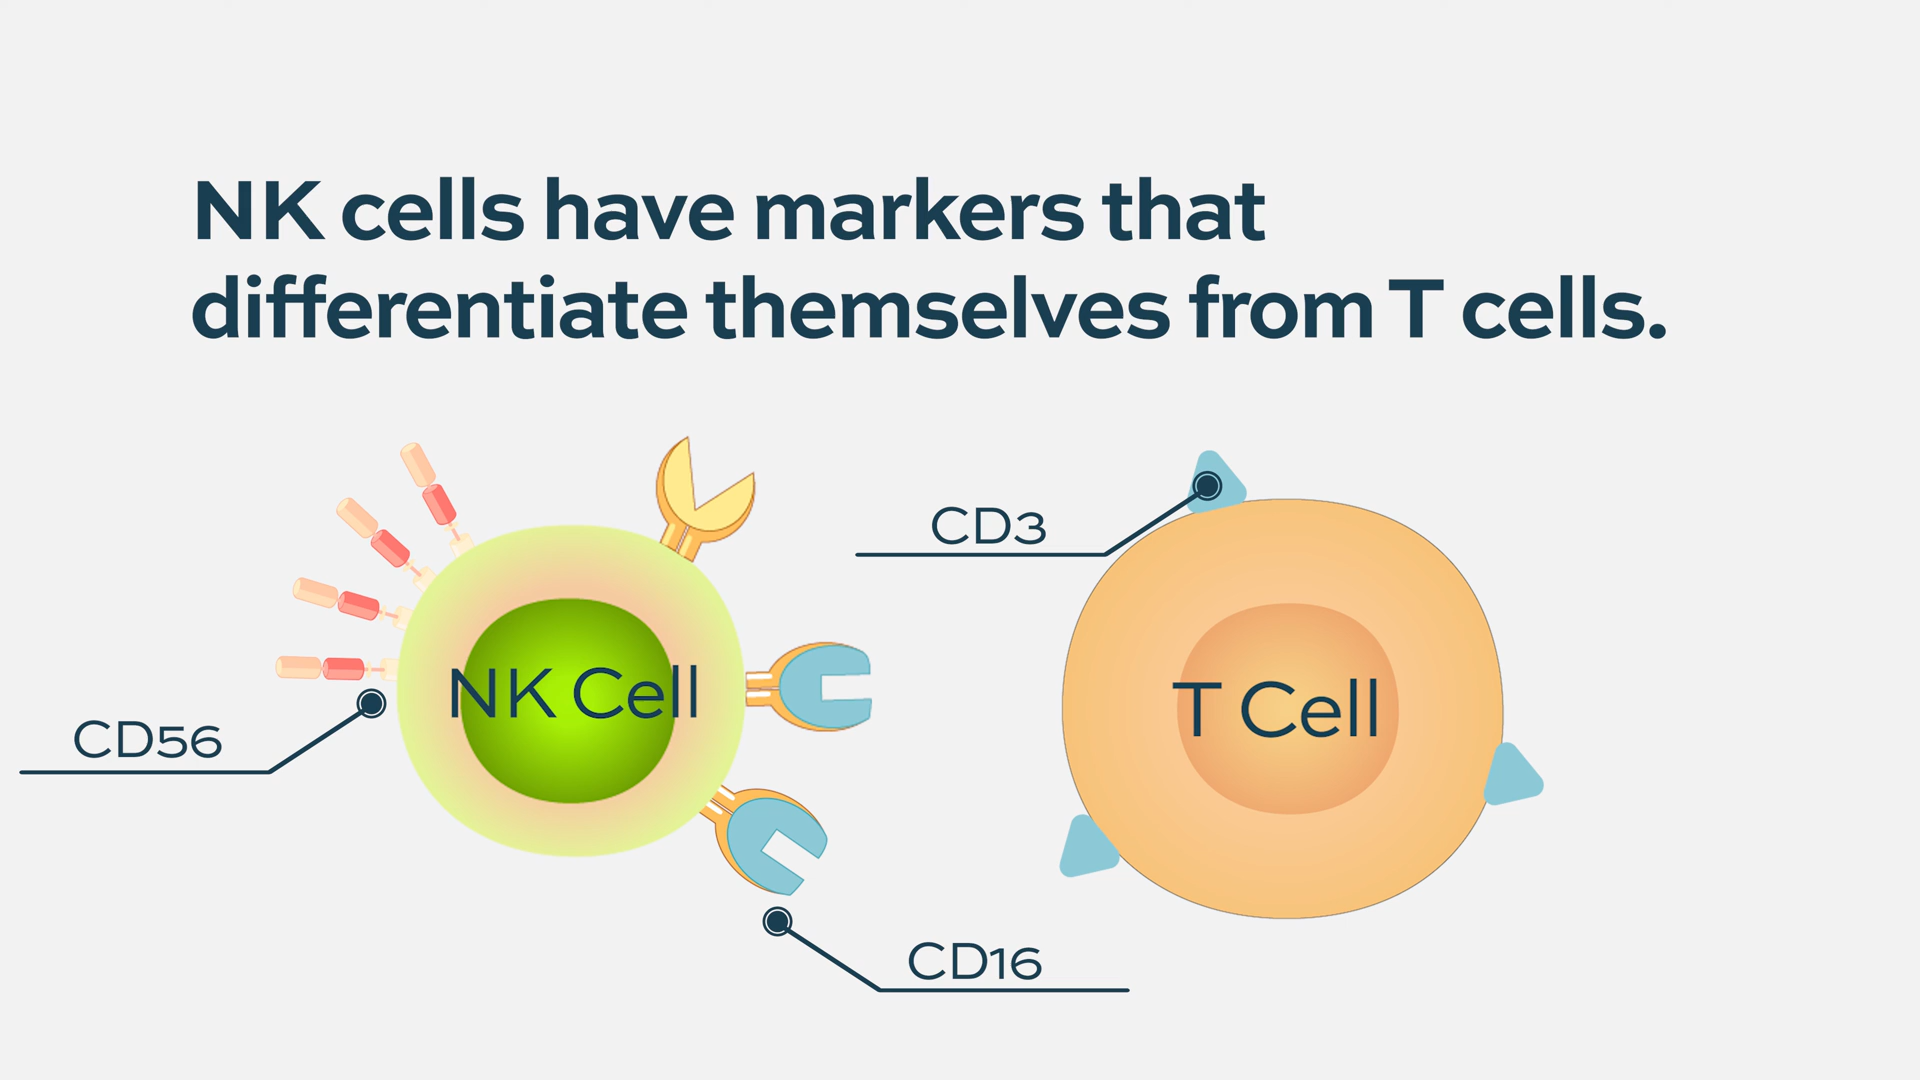 NK cells have markers that
differentiate themselves from T cells.
CD3
NK Cell
T Cell
CD56
CD16